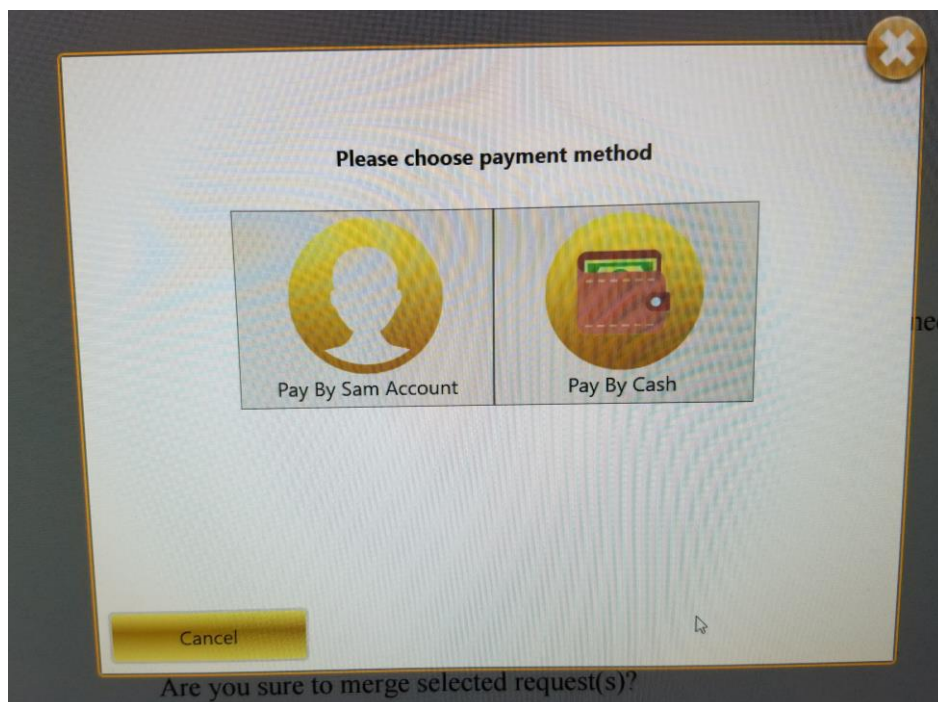 Please choose payment method
Pay By Sam Account
Pay By Cash
Cancel
Are you sure to merge selected request(s)?